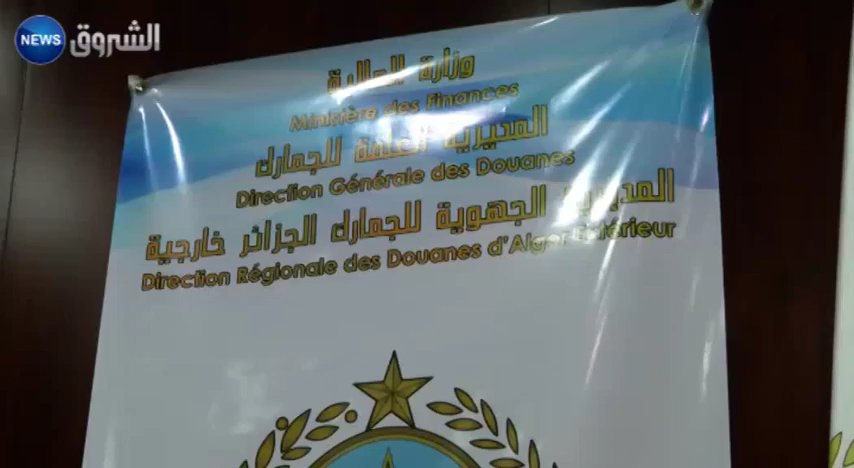 NEWS الشروق
وزارة المالية
Ministère des finances
المديرية العامة للجمارك
Direction Générale des Douanes
المديرية الجهوية للجمارك الجزائر خارجية
Direction Régionale des Douanes d'Alger Extérieur